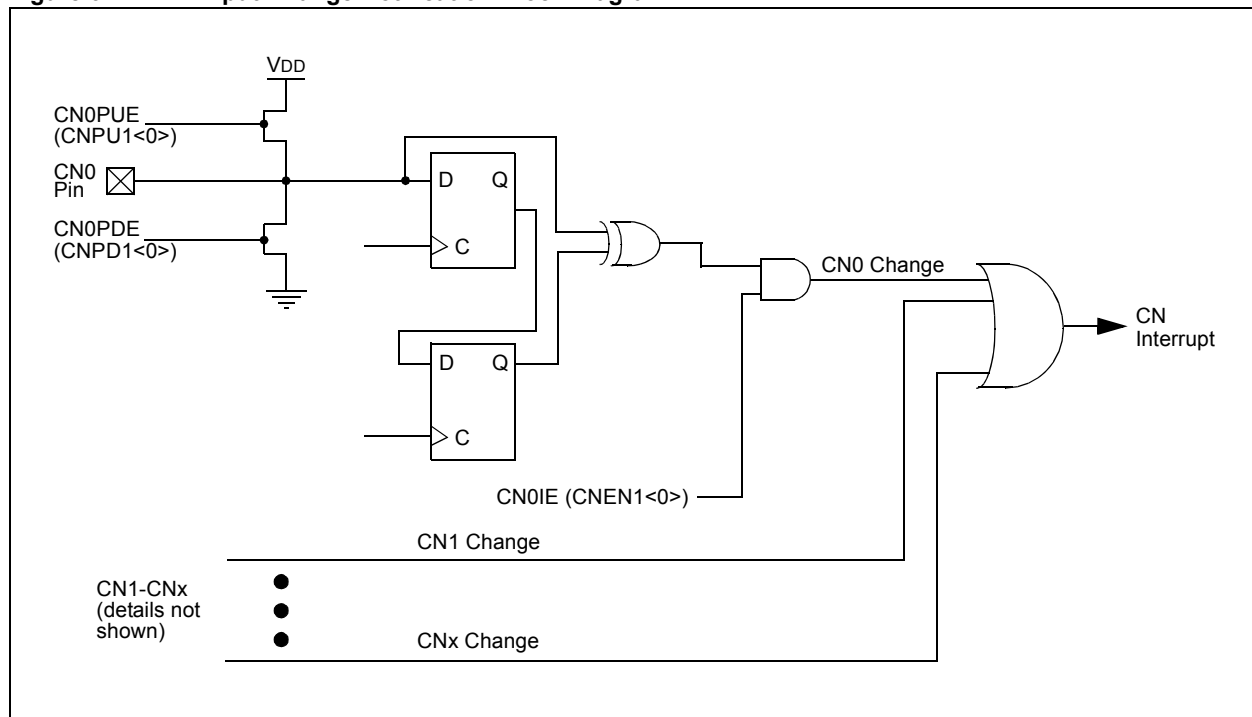 VDD
CN0PUE
(CNPU1<0>)
CN0
Pin
CN0PDE
(CNPD1<0>)
D Q
C
D Q
C
CN0 Change
CN
Interrupt
CN0IE (CNEN1<0>)
CN1 Change
CN1-CNx
(details not
shown)
CNx Change